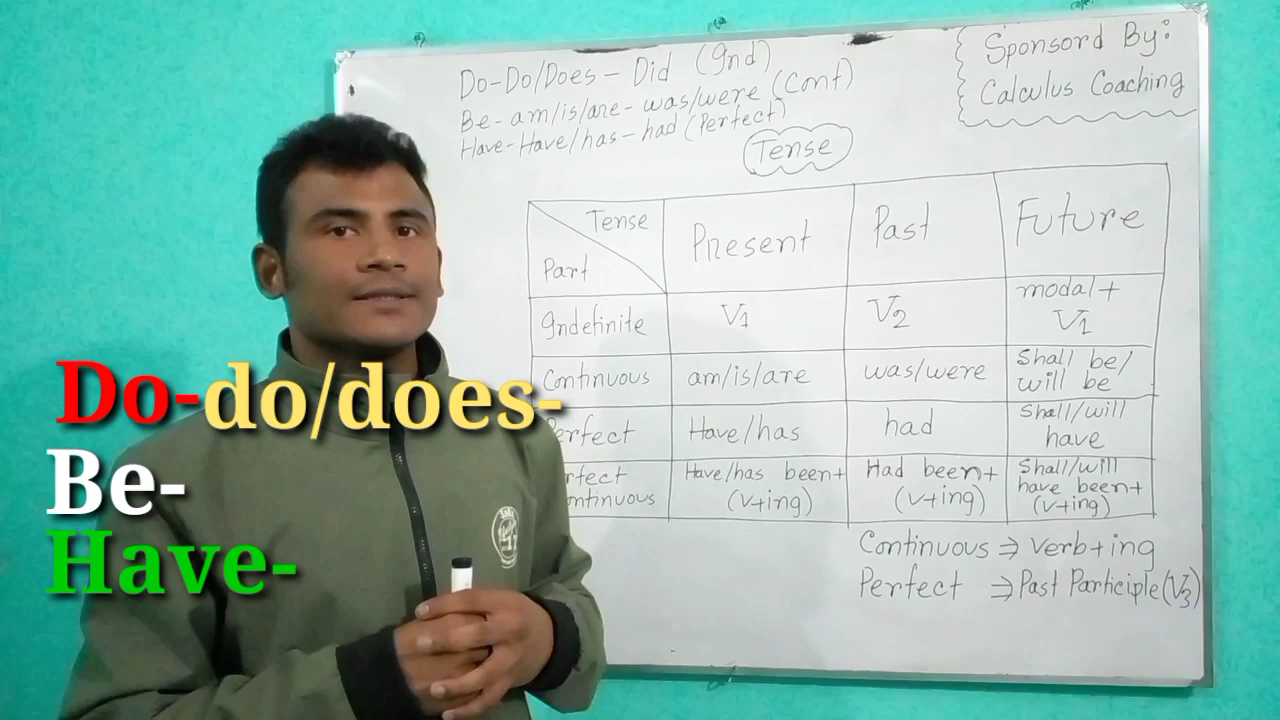 Do-Do/Does - Did (Ind)
Be-am/is/are-was/were (Cont)
Have-Have/has-had (Perfect)
Sponsord By:
Calculus Coaching
Tense
Tense
Part
Present
Past
Future
Indefinite
V1
V2
modal +
V1
Continuous
am/is/are
was/were
Shall be/
will be
erfect
Have/has
had
Shall/will
have
rfect
ontinuous
Have/has been+
(v+ing)
Had been+
(v+ing)
Shall/will
have been+
(v+ing)
Continuous ⇒ verb+ing
Perfect ⇒ Past Participle (V3)
Do-do/does-
Be-
Have-